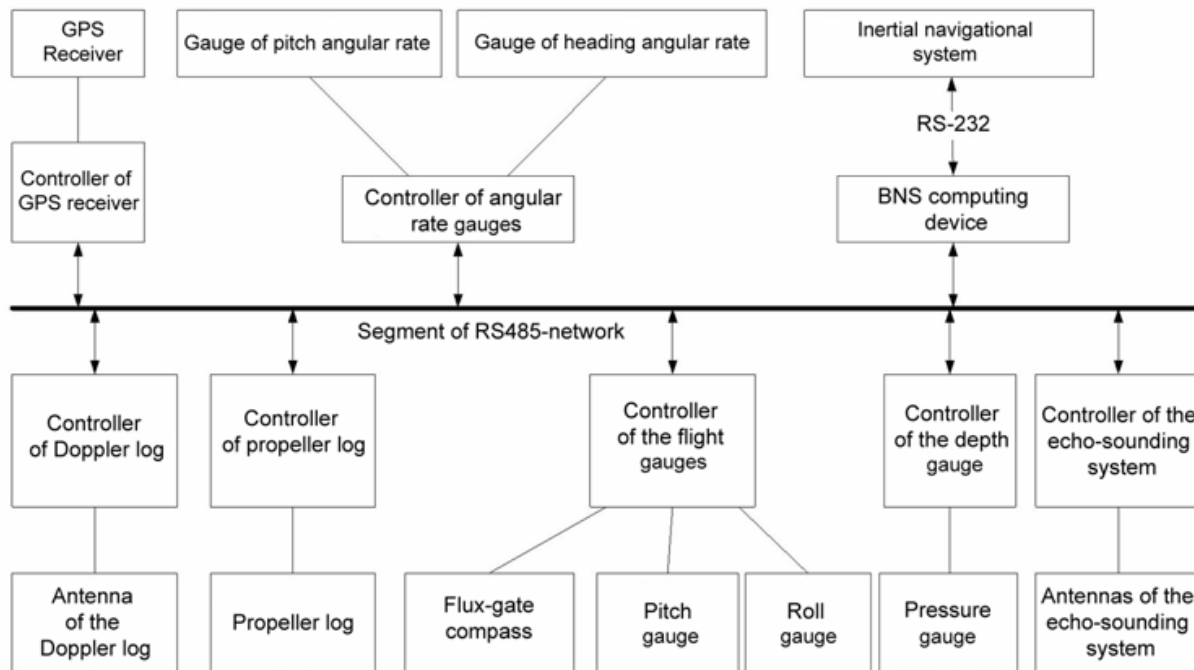 GPS
Receiver
Gauge of pitch angular rate
Gauge of heading angular rate
Inertial navigational
system
RS-232
Controller of
GPS receiver
Controller of angular
rate gauges
BNS computing
device
Segment of RS485-network
Controller
of Doppler log
Controller
of propeller log
Controller
of the flight
gauges
Controller
of the depth
gauge
Controller of the
echo-sounding
system
Antenna
of the
Doppler log
Propeller log
Flux-gate
compass
Pitch
gauge
Roll
gauge
Pressure
gauge
Antennas of the
echo-sounding
system